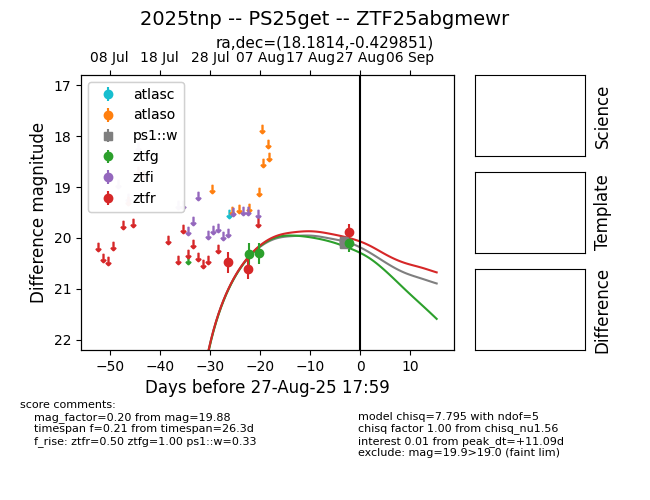 2025tnp -- PS25get -- ZTF25abgmewr
ra,dec=(18.1814,-0.429851)
08 Jul 18 Jul 28 Jul 07 Aug 17 Aug 27 Aug 06 Sep
17
18
19
20
21
22
Difference magnitude
atlasc
atlaso
ps1::w
ztfg
ztfi
ztfr
−50 −40 −30 −20 −10 0 10
Days before 27-Aug-25 17:59
Science
Template
Difference
score comments:
mag_factor=0.20 from mag=19.88
timespan f=0.21 from timespan=26.3d
f_rise: ztfr=0.50 ztfg=1.00 ps1::w=0.33
model chisq=7.795 with ndof=5
chisq factor 1.00 from chisq_nu1.56
interest 0.01 from peak_dt=+11.09d
exclude: mag=19.9>19.0 (faint lim)